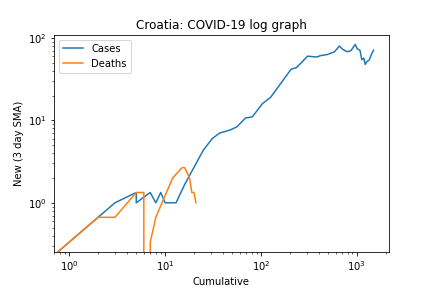 Croatia: COVID-19 log graph
Cases
Deaths
New (3 day SMA)
10²
10¹
10⁰
10⁰ 10¹ 10² 10³
Cumulative